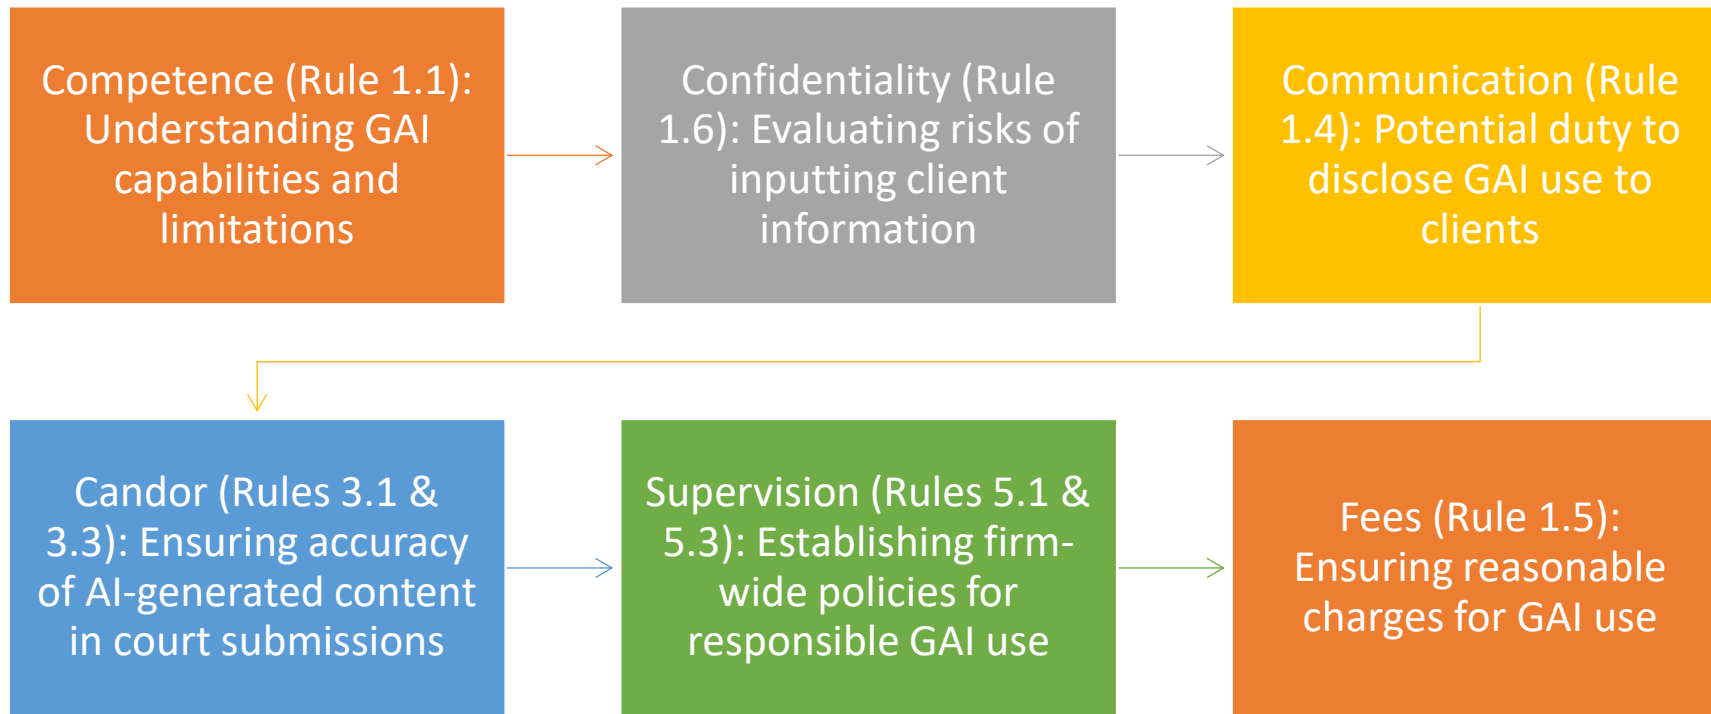 Competence (Rule 1.1):
Understanding GAI
capabilities and
limitations
Confidentiality (Rule
1.6): Evaluating risks of
inputting client
information
Communication (Rule
1.4): Potential duty to
disclose GAI use to
clients
Candor (Rules 3.1 &
3.3): Ensuring accuracy
of AI-generated content
in court submissions
Supervision (Rules 5.1 &
5.3): Establishing firm-
wide policies for
responsible GAI use
Fees (Rule 1.5):
Ensuring reasonable
charges for GAI use